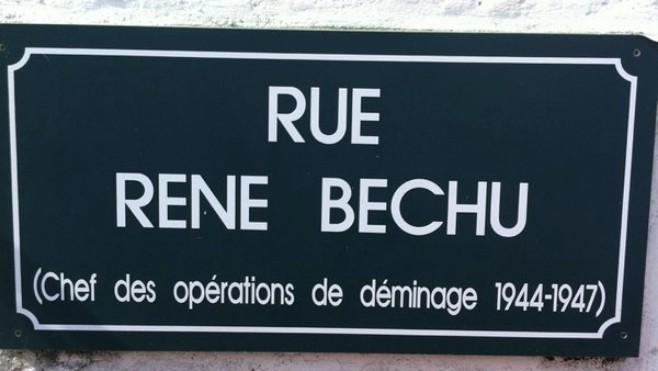 RUE
RENE BECHU
(Chef des opérations de déminage 1944-1947)